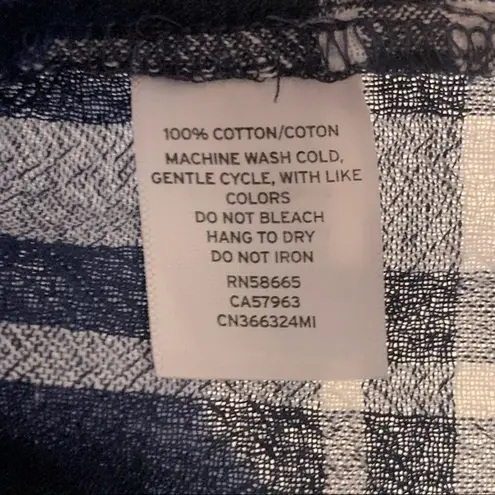 100% COTTON/COTON
MACHINE WASH COLD,
GENTLE CYCLE, WITH LIKE
COLORS
DO NOT BLEACH
HANG TO DRY
DO NOT IRON
RN58665
CA57963
CN366324MI